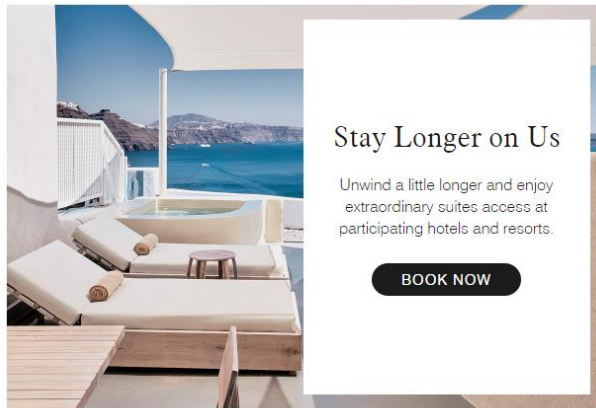 Stay Longer on Us
Unwind a little longer and enjoy
extraordinary suites access at
participating hotels and resorts.
BOOK NOW